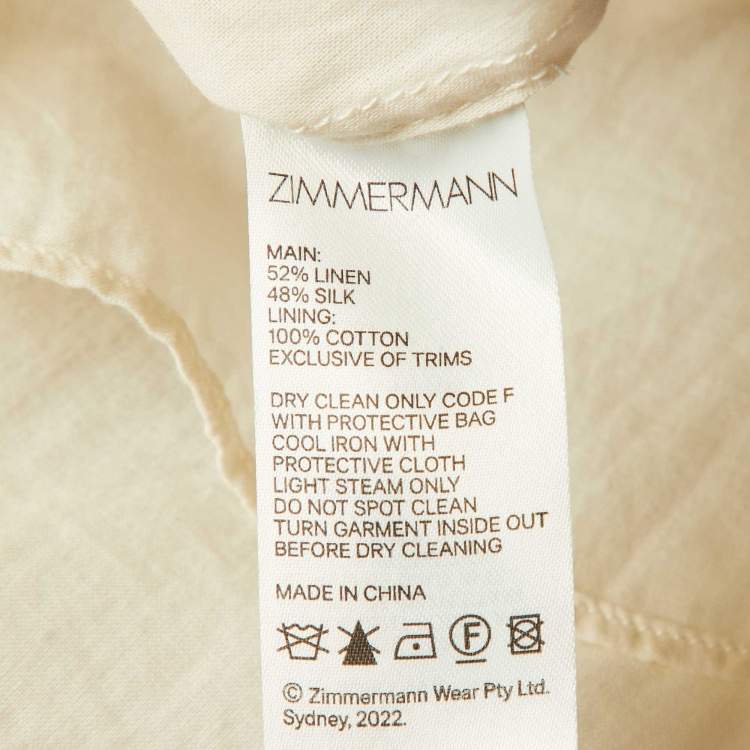 ZIMMERMANN
MAIN:
52% LINEN
48% SILK
LINING:
100% COTTON
EXCLUSIVE OF TRIMS
DRY CLEAN ONLY CODE F
WITH PROTECTIVE BAG
COOL IRON WITH
PROTECTIVE CLOTH
LIGHT STEAM ONLY
DO NOT SPOT CLEAN
TURN GARMENT INSIDE OUT
BEFORE DRY CLEANING
MADE IN CHINA
F
© Zimmermann Wear Pty Ltd.
Sydney, 2022.